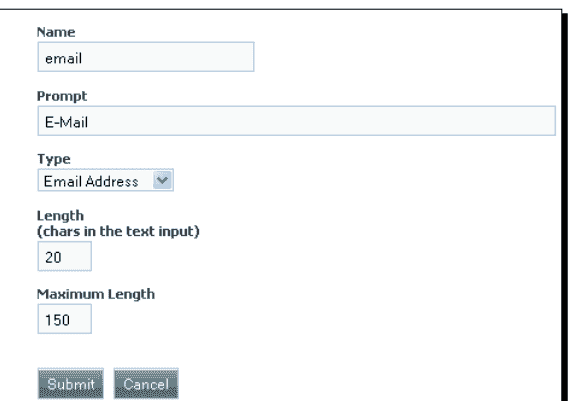 Name
email
Prompt
E-Mail
Type
Email Address
Length
(chars in the text input)
20
Maximum Length
150
Submit Cancel